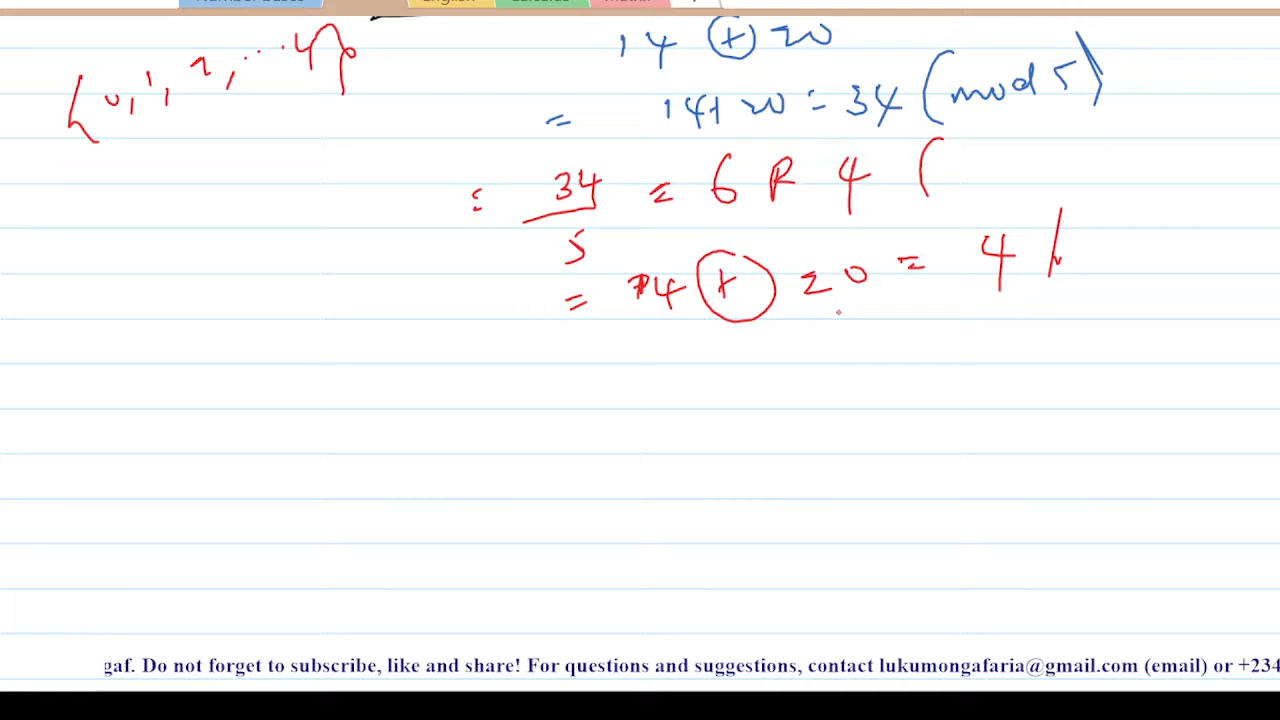 14 ⊕ 20
{0, 1, 2, ... 4}
= 14+20 = 34 (mod 5)
= 34/5 = 6 R 4 (
= 14 ⊕ 20 = 4
gaf. Do not forget to subscribe, like and share! For questions and suggestions, contact lukumongafaria@gmail.com (email) or +234